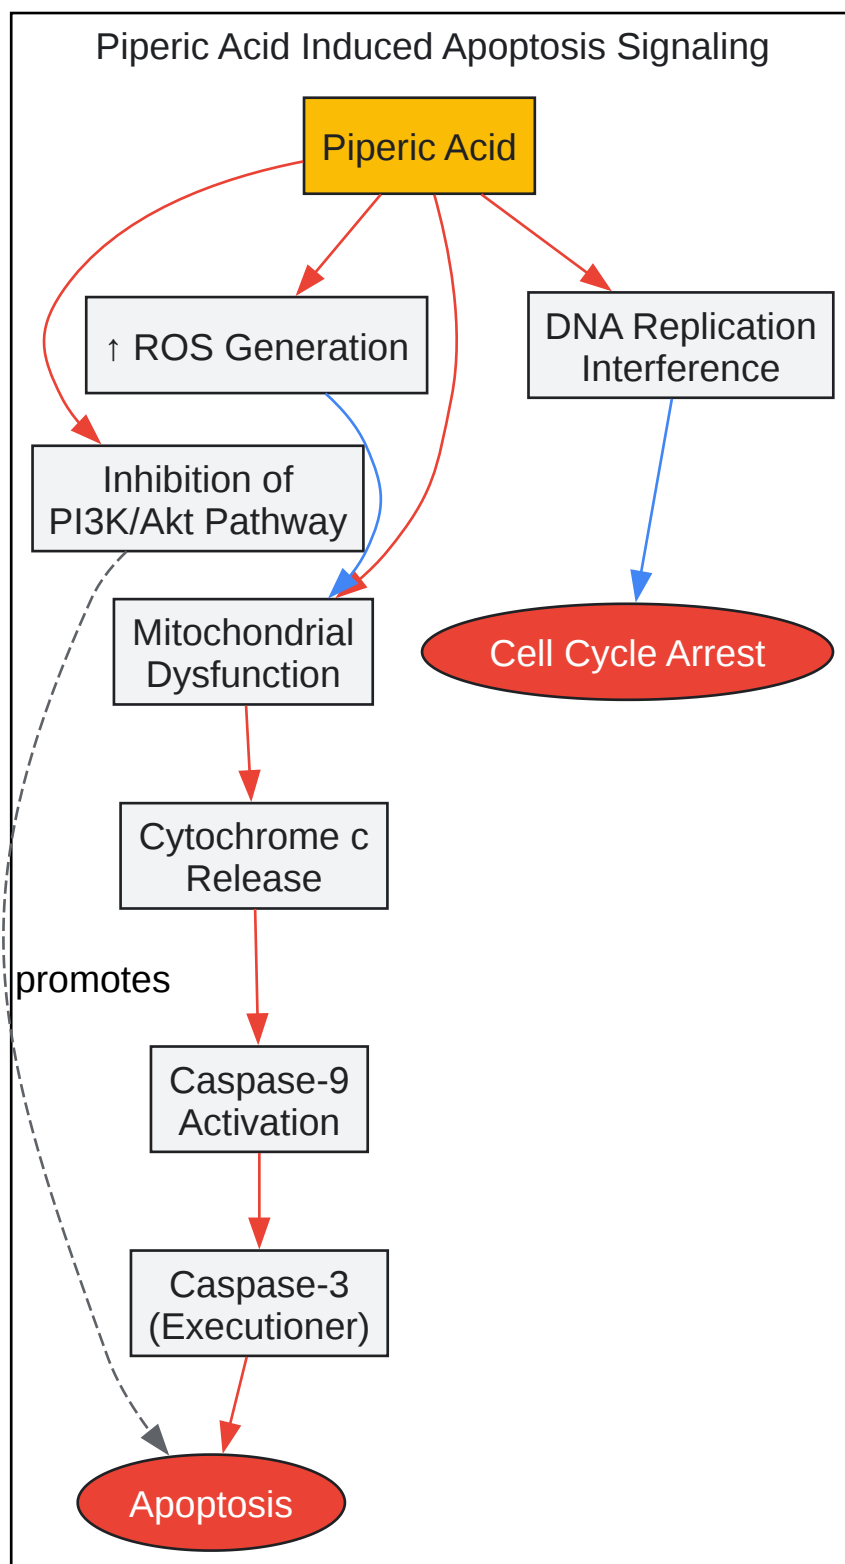 Piperic Acid Induced Apoptosis Signaling
Piperic Acid
↑ ROS Generation
DNA Replication
Interference
Inhibition of
PI3K/Akt Pathway
Mitochondrial
Dysfunction
Cell Cycle Arrest
Cytochrome c
Release
promotes
Caspase-9
Activation
Caspase-3
(Executioner)
Apoptosis